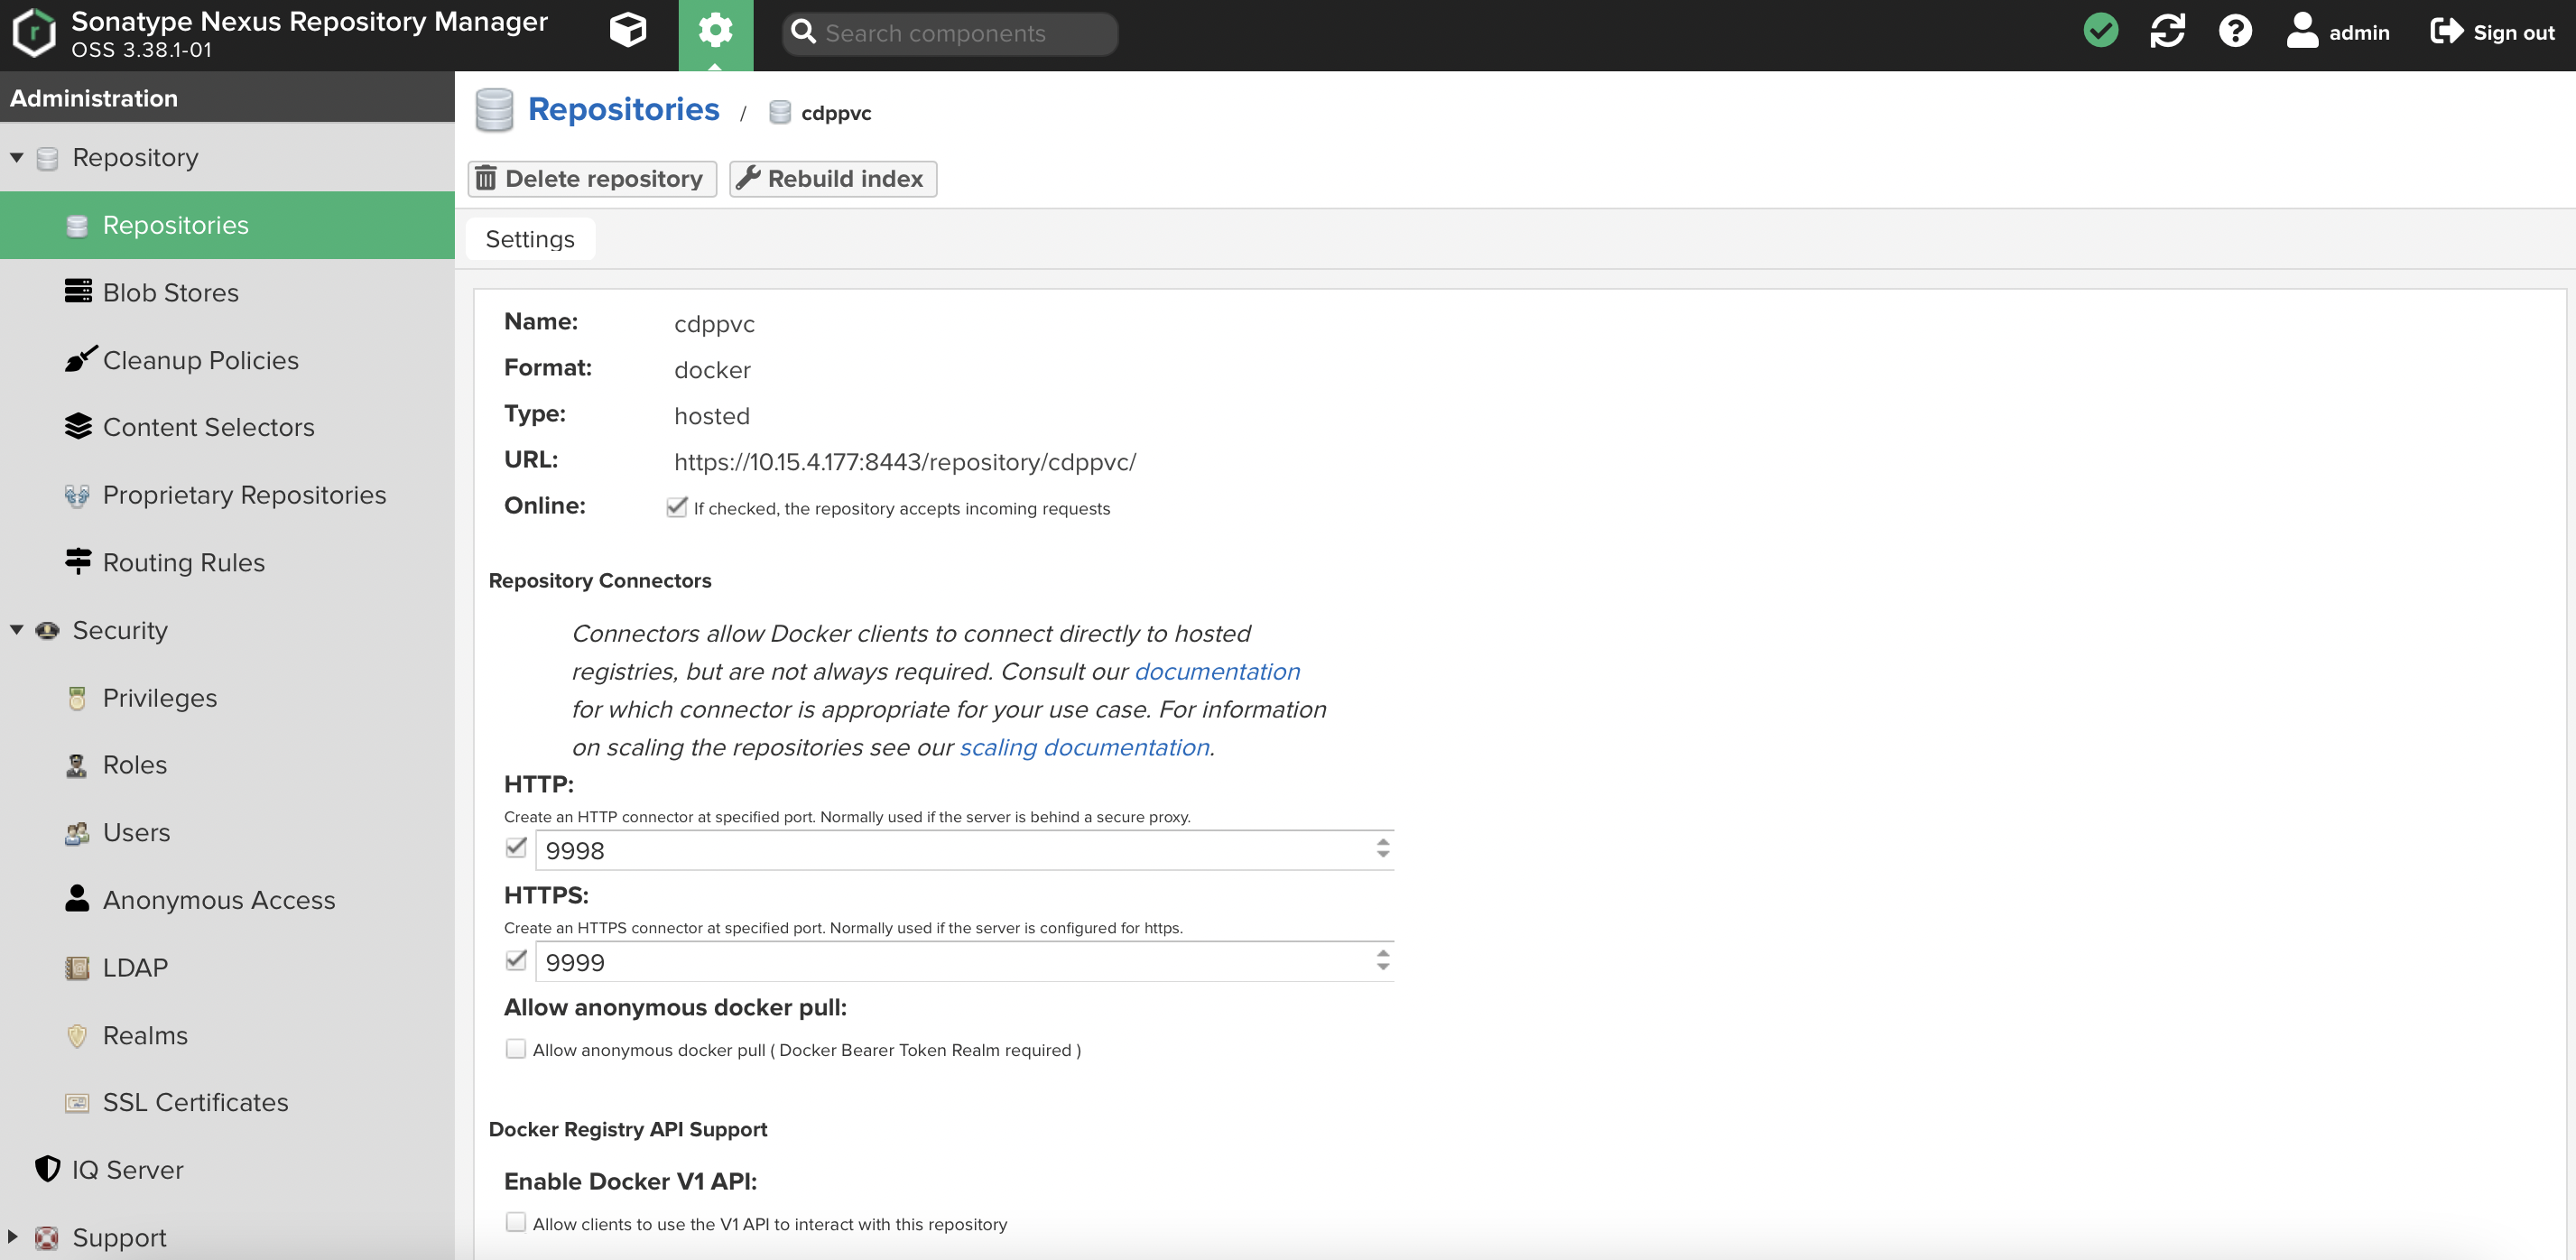 Sonatype Nexus Repository Manager
OSS 3.38.1-01
Search components
admin
Sign out
Administration
Repository
Repositories
Blob Stores
Cleanup Policies
Content Selectors
Proprietary Repositories
Routing Rules
Security
Privileges
Roles
Users
Anonymous Access
LDAP
Realms
SSL Certificates
IQ Server
Support
Repositories / cdppvc
Delete repository
Rebuild index
Settings
Name: cdppvc
Format: docker
Type: hosted
URL: https://10.15.4.177:8443/repository/cdppvc/
Online: If checked, the repository accepts incoming requests
Repository Connectors
Connectors allow Docker clients to connect directly to hosted
registries, but are not always required. Consult our documentation
for which connector is appropriate for your use case. For information
on scaling the repositories see our scaling documentation.
HTTP:
Create an HTTP connector at specified port. Normally used if the server is behind a secure proxy.
9998
HTTPS:
Create an HTTPS connector at specified port. Normally used if the server is configured for https.
9999
Allow anonymous docker pull:
Allow anonymous docker pull ( Docker Bearer Token Realm required )
Docker Registry API Support
Enable Docker V1 API:
Allow clients to use the V1 API to interact with this repository